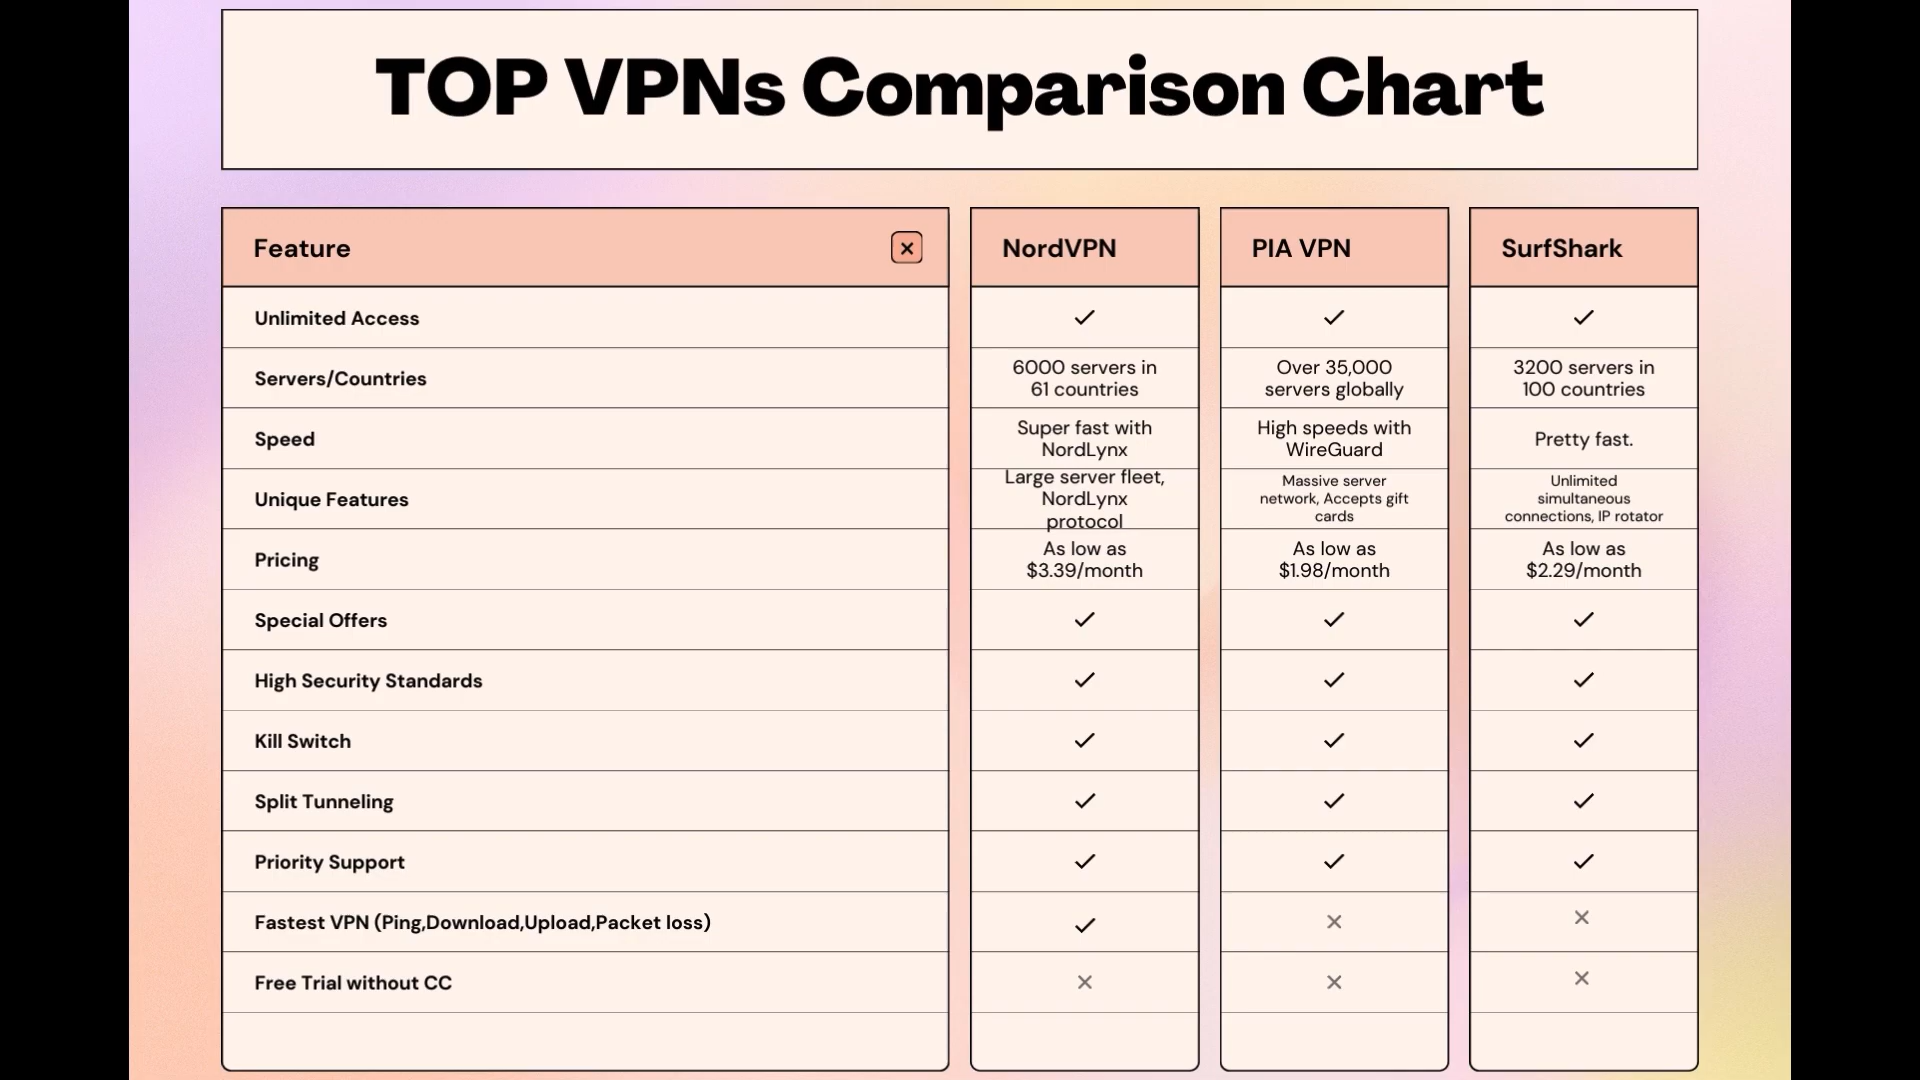 TOP VPNs Comparison Chart
Feature
NordVPN
PIA VPN
SurfShark
Unlimited Access
Servers/Countries
6000 servers in
61 countries
Over 35,000
servers globally
3200 servers in
100 countries
Speed
Super fast with
NordLynx
High speeds with
WireGuard
Pretty fast.
Unique Features
Large server fleet,
NordLynx
protocol
Massive server
network, Accepts gift
cards
Unlimited
simultaneous
connections, IP rotator
Pricing
As low as
$3.39/month
As low as
$1.98/month
As low as
$2.29/month
Special Offers
High Security Standards
Kill Switch
Split Tunneling
Priority Support
Fastest VPN (Ping,Download,Upload,Packet loss)
Free Trial without CC